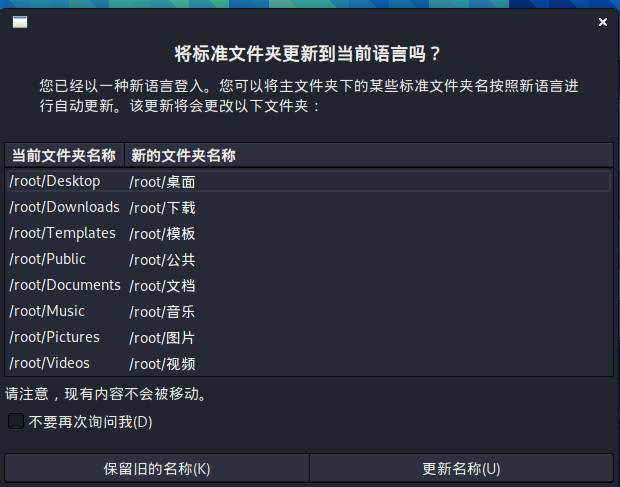 将标准文件夹更新到当前语言吗？
您已经以一种新语言登入。您可以将主文件夹下的某些标准文件夹名按照新语言进
行自动更新。该更新将会更改以下文件夹：
当前文件夹名称 新的文件夹名称
/root/Desktop /root/桌面
/root/Downloads /root/下载
/root/Templates /root/模板
/root/Public /root/公共
/root/Documents /root/文档
/root/Music /root/音乐
/root/Pictures /root/图片
/root/Videos /root/视频
请注意，现有内容不会被移动。
不要再次询问我(D)
保留旧的名称(K) 更新名称(U)